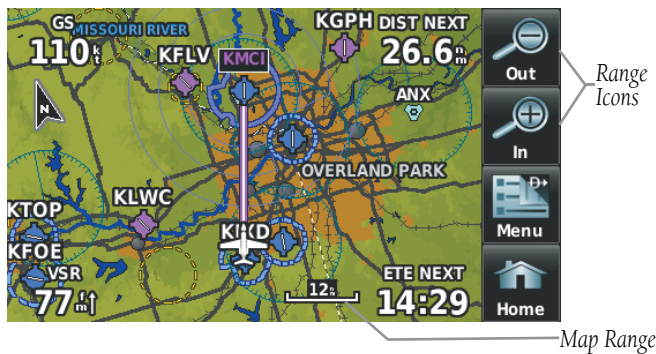 GS
110kt
MISSOURI RIVER
KFLV
KMCI
KGPH
DIST NEXT
26.6nm
ANX
OVERLAND PARK
KLWC
KTOP
KFOE
N
VSR
77ft/m↑
12nm
ETE NEXT
14:29
Out
In
D
Menu
Home
Range
Icons
Map Range